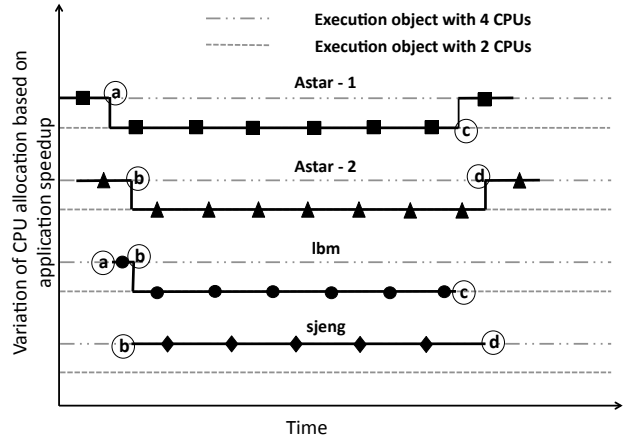 Execution object with 4 CPUs
Execution object with 2 CPUs
Astar - 1
a
c
Astar - 2
b
d
lbm
a
b
c
sjeng
b
d
Variation of CPU allocation based on
application speedup
Time